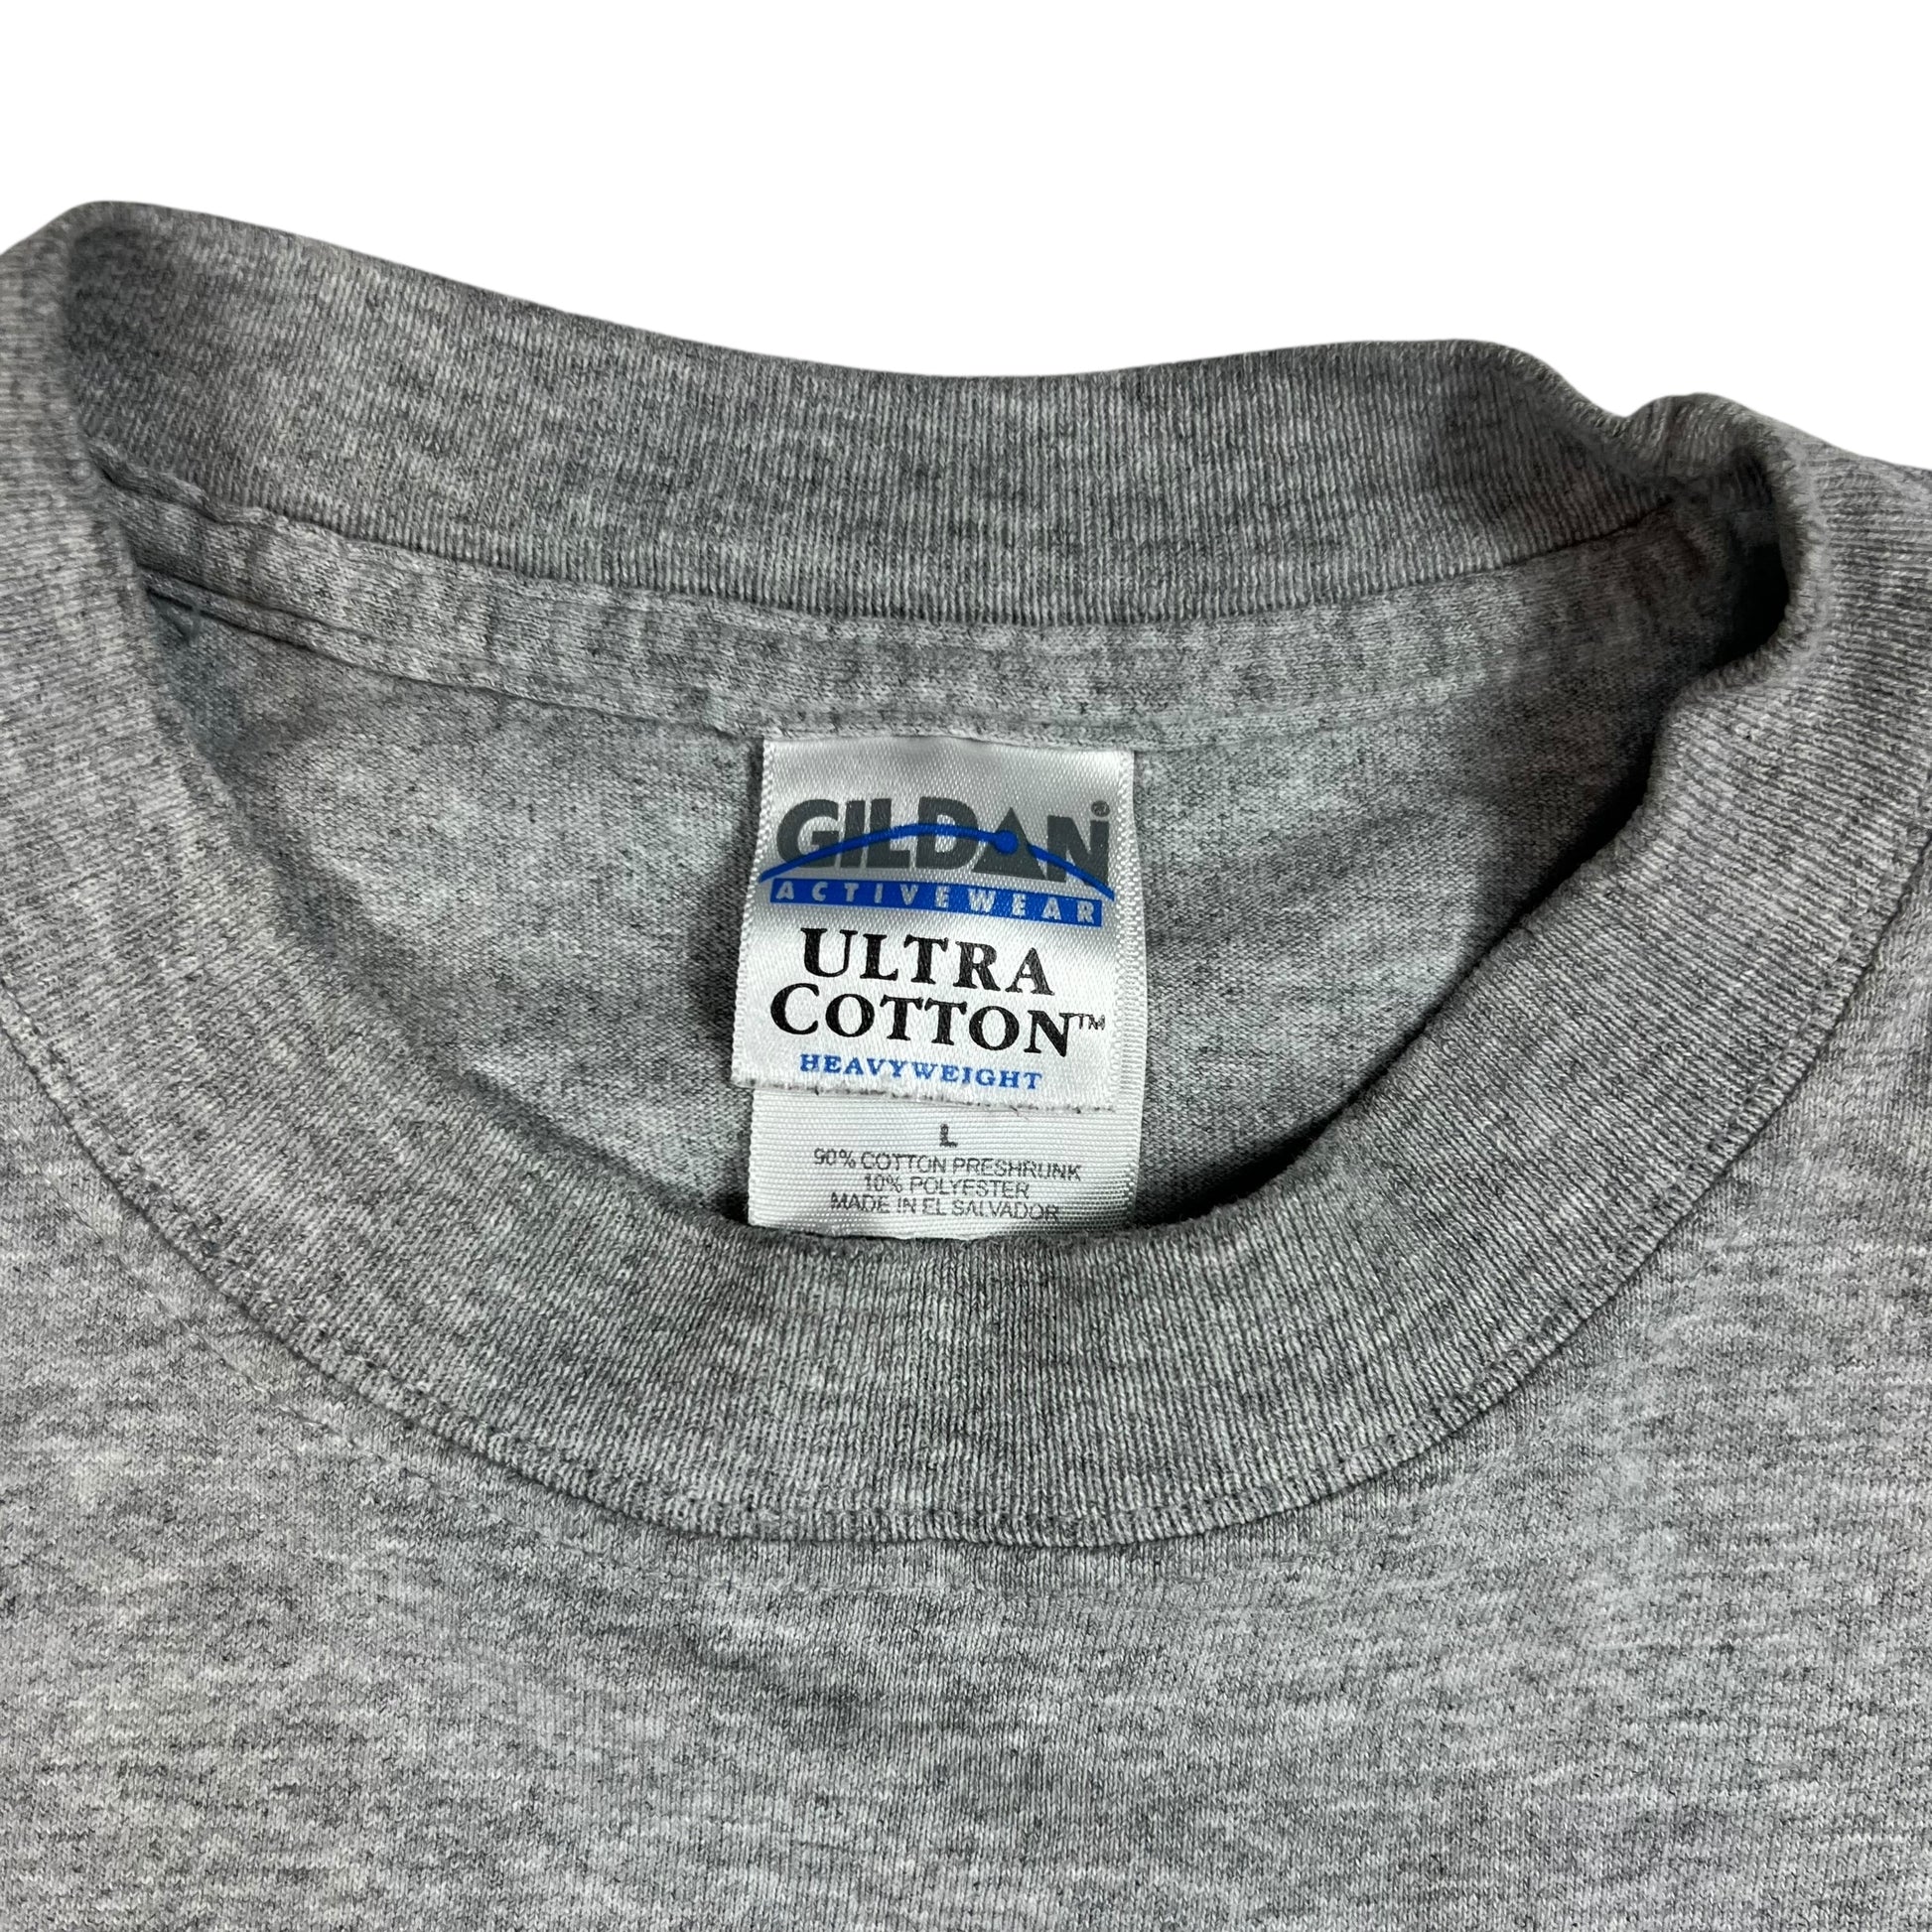 GILDAN®
ACTIVEWEAR
ULTRA
COTTON™
HEAVYWEIGHT
L
90% COTTON PRESHRUNK
10% POLYESTER
MADE IN EL SALVADOR